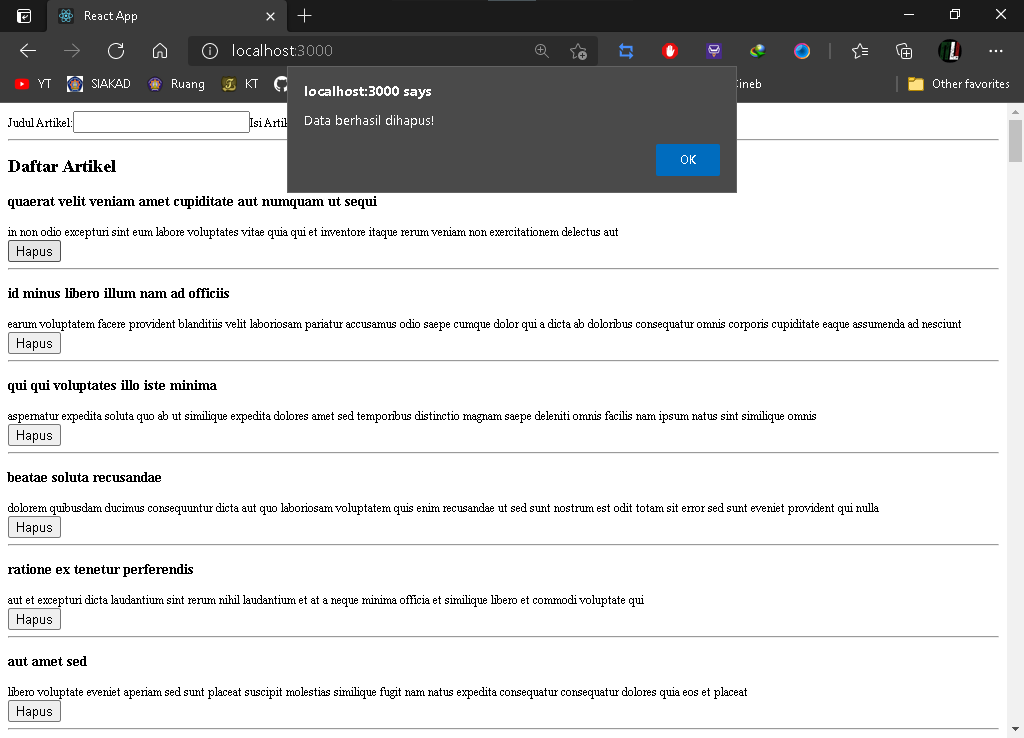 React App
localhost:3000
YT SIAKAD Ruang KT
Other favorites
localhost:3000 says
Data berhasil dihapus!
OK
Judul Artikel: Isi
Daftar Artikel
quaerat velit veniam amet cupiditate aut numquam ut sequi
in non odio excepturi sint eum labore voluptates vitae quia qui et inventore itaque rerum veniam non exercitationem delectus aut
Hapus
id minus libero illum nam ad officiis
earum voluptatem facere provident blanditiis velit laboriosam pariatur accusamus odio saepe cumque dolor qui a dicta ab doloribus consequatur omnis corporis cupiditate eaque assumenda ad nesciunt
Hapus
qui qui voluptates illo iste minima
aspernatur expedita soluta quo ab ut similique expedita dolores amet sed temporibus distinctio magnam saepe deleniti omnis facilis nam ipsum natus sint similique omnis
Hapus
beatae soluta recusandae
dolorem quibusdam ducimus consequuntur dicta aut quo laboriosam voluptatem quis enim recusandae ut sed sunt nostrum est odit totam sit error sed sunt eveniet provident qui nulla
Hapus
ratione ex tenetur perferendis
aut et excepturi dicta laudantium sint rerum nihil laudantium et at a neque minima officia et similique libero et commodi voluptate qui
Hapus
aut amet sed
libero voluptate eveniet aperiam sed sunt placeat suscipit molestias similique fugit nam natus expedita consequatur consequatur dolores quia eos et placeat
Hapus